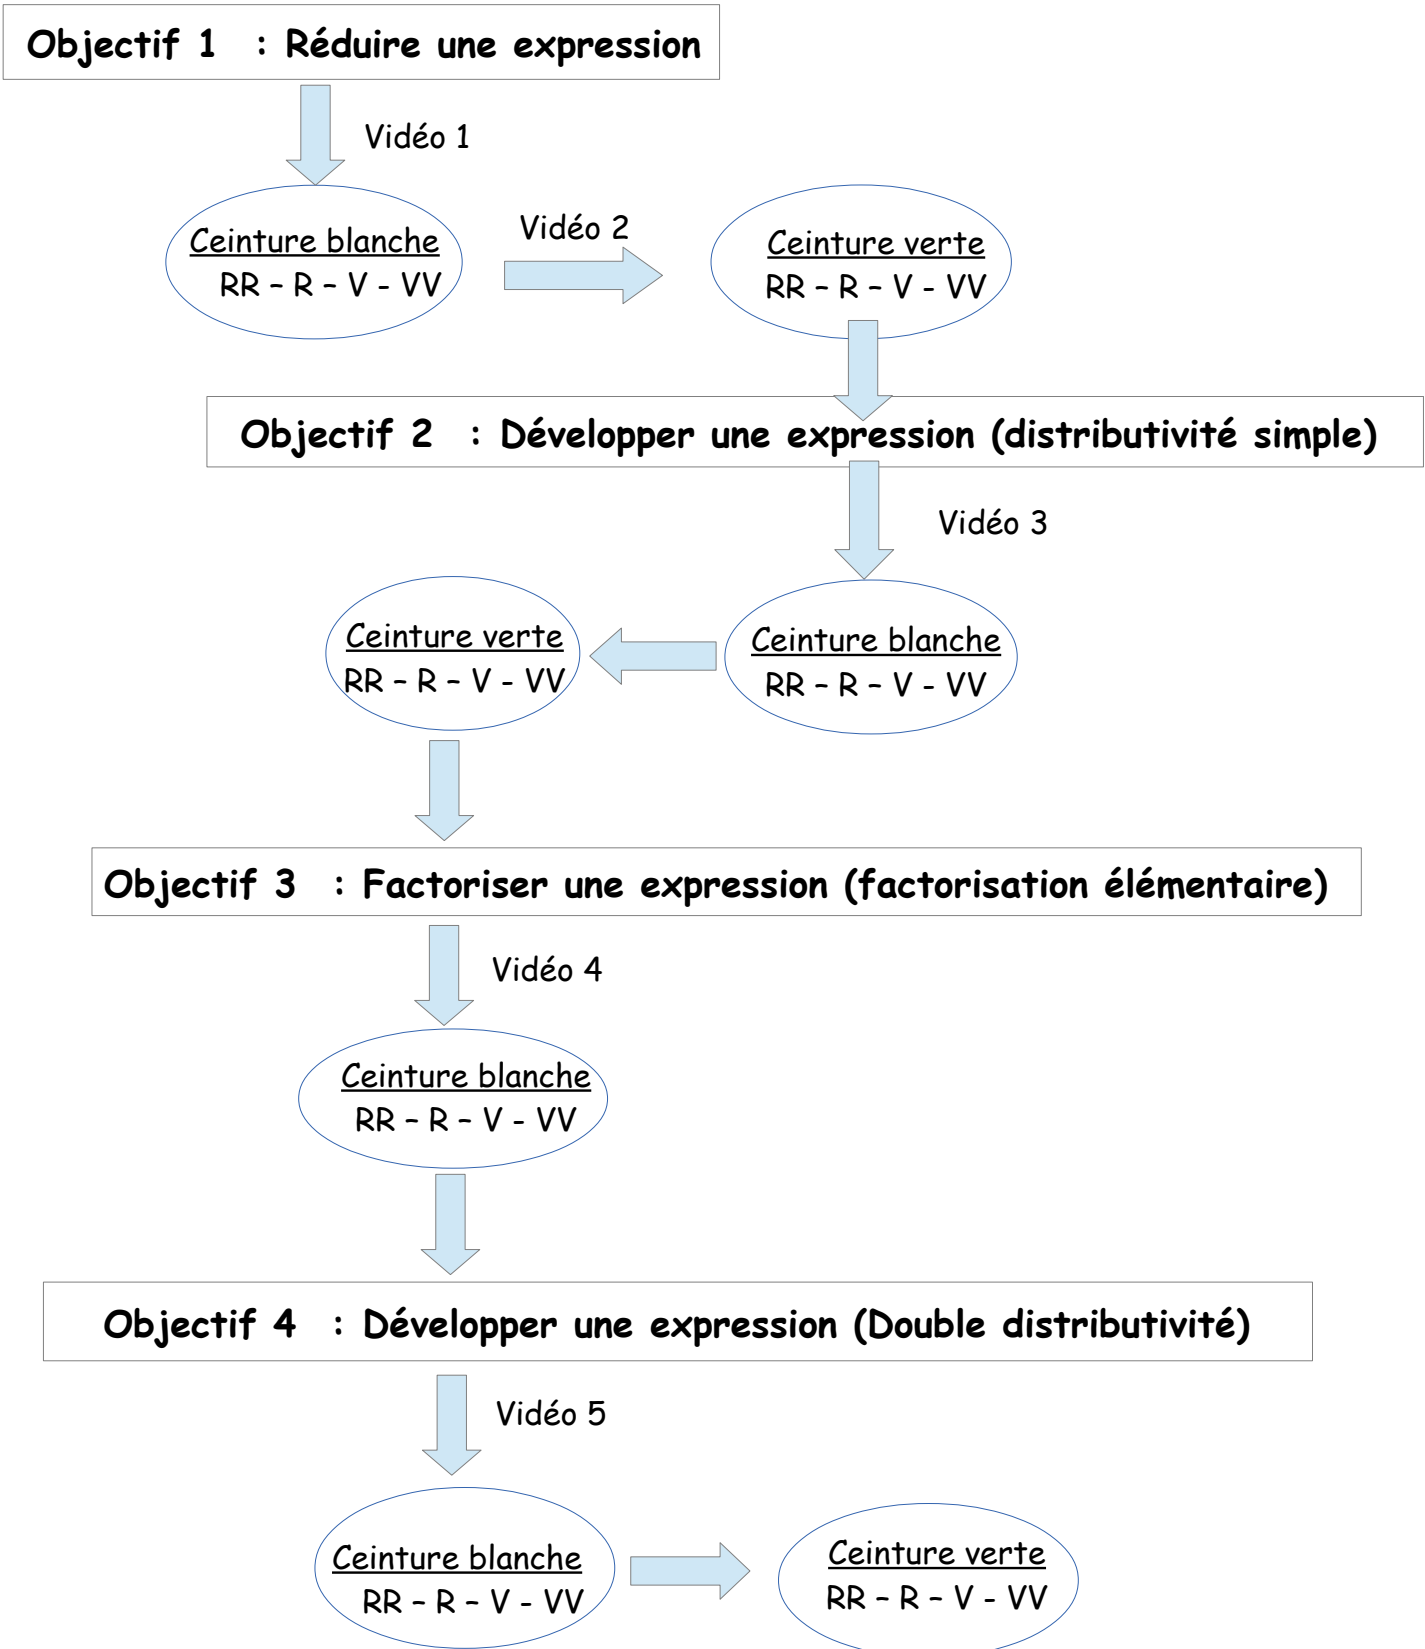 Objectif 1 : Réduire une expression
Vidéo 1
Ceinture blanche
RR – R – V - VV
Vidéo 2
Ceinture verte
RR – R – V - VV
Objectif 2 : Développer une expression (distributivité simple)
Vidéo 3
Ceinture blanche
RR – R – V - VV
Ceinture verte
RR – R – V - VV
Objectif 3 : Factoriser une expression (factorisation élémentaire)
Vidéo 4
Ceinture blanche
RR – R – V - VV
Objectif 4 : Développer une expression (Double distributivité)
Vidéo 5
Ceinture blanche
RR – R – V - VV
Ceinture verte
RR – R – V - VV